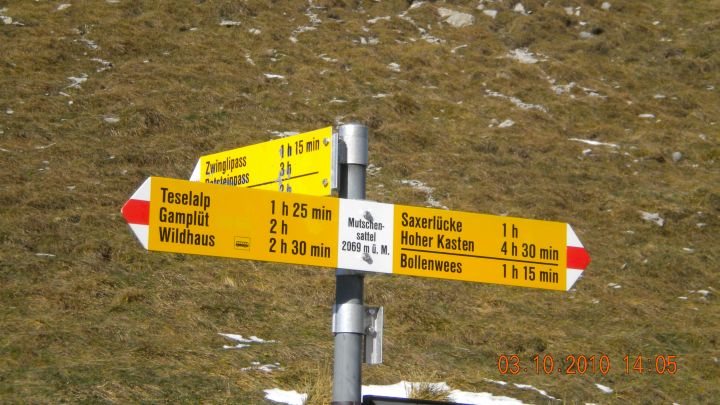 Zwinglipass 1 h 15 min
3 h
Teselalp 1 h 25 min
Gamplüt 2 h
Wildhaus 2 h 30 min
Mutschen-
sattel
2069 m ü. M.
Saxerlücke 1 h
Hoher Kasten 4 h 30 min
Bollenwees 1 h 15 min
03.10.2010 14:05